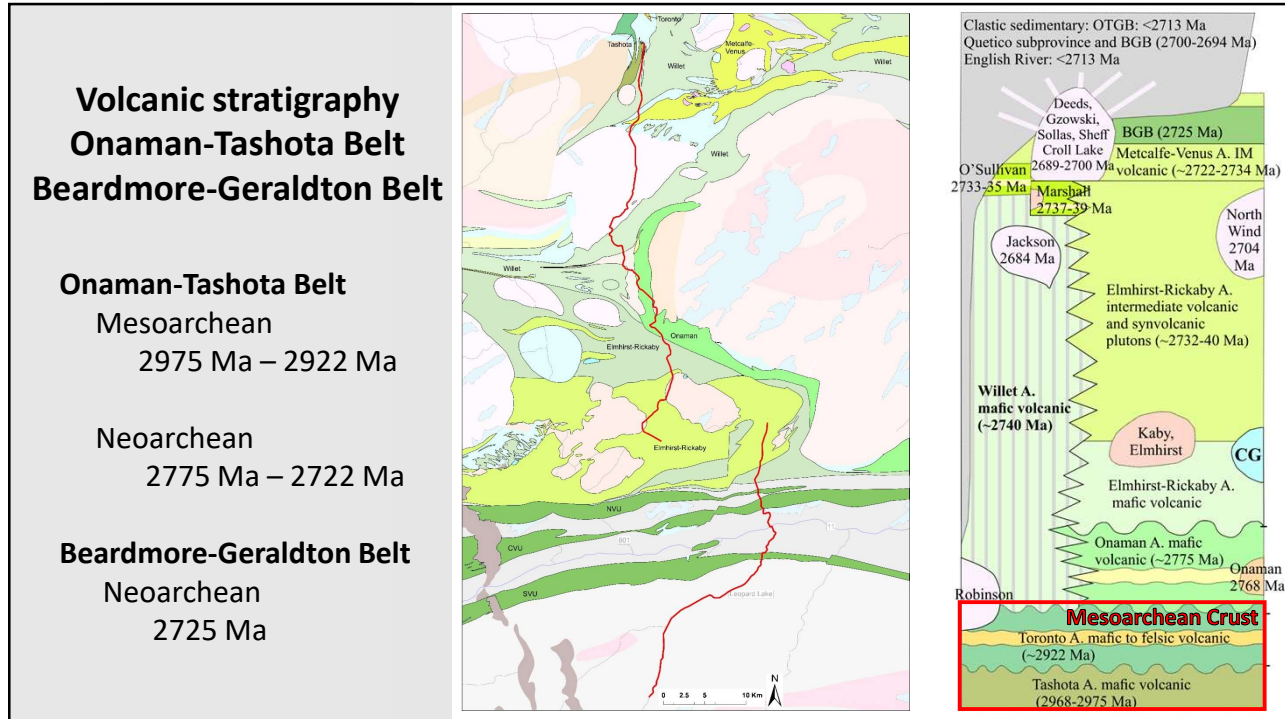 Volcanic stratigraphy
Onaman-Tashota Belt
Beardmore-Geraldton Belt
Onaman-Tashota Belt
Mesoarchean
2975 Ma – 2922 Ma
Neoarchean
2775 Ma – 2722 Ma
Beardmore-Geraldton Belt
Neoarchean
2725 Ma
Toronto
Tashota
Metcalfe-
Venus
Willet
Willet
Willet
Willet
Onaman
Elmhirst-Rickaby
Elmhirst-Rickaby
NVU
11
801
CVU
SVU
(Leopard Lake)
N
0 2.5 5 10 Km
Clastic sedimentary: OTGB: <2713 Ma
Quetico subprovince and BGB (2700-2694 Ma)
English River: <2713 Ma
Deeds,
Gzowski,
Sollas, Sheff
Croll Lake
2689-2700 Ma
BGB (2725 Ma)
Metcalfe-Venus A. IM
volcanic (~2722-2734 Ma)
O'Sullivan
2733-35 Ma
Marshall
2737-39 Ma
North
Wind
2704
Ma
Jackson
2684 Ma
Elmhirst-Rickaby A.
intermediate volcanic
and synvolcanic
plutons (~2732-40 Ma)
Willet A.
mafic volcanic
(~2740 Ma)
Kaby,
Elmhirst
CG
Elmhirst-Rickaby A.
mafic volcanic
Onaman A. mafic
volcanic (~2775 Ma)
Onaman
2768 Ma
Robinson
Mesoarchean Crust
Toronto A. mafic to felsic volcanic
(~2922 Ma)
Tashota A. mafic volcanic
(2968-2975 Ma)